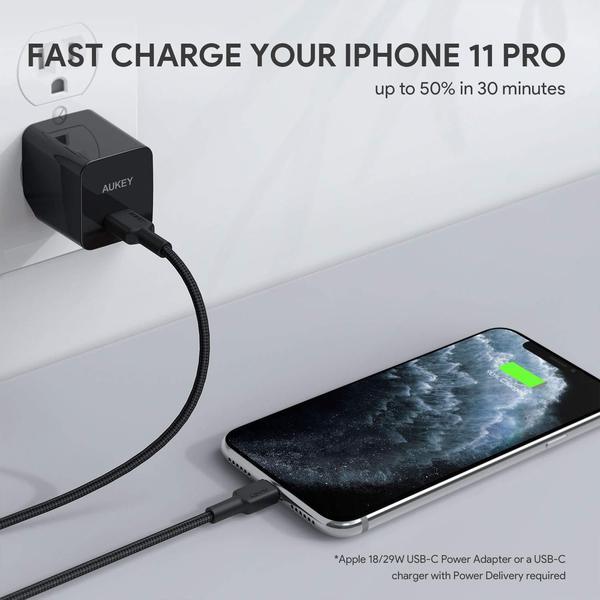 FAST CHARGE YOUR IPHONE 11 PRO
up to 50% in 30 minutes
AUKEY
*Apple 18/29W USB-C Power Adapter or a USB-C
charger with Power Delivery required